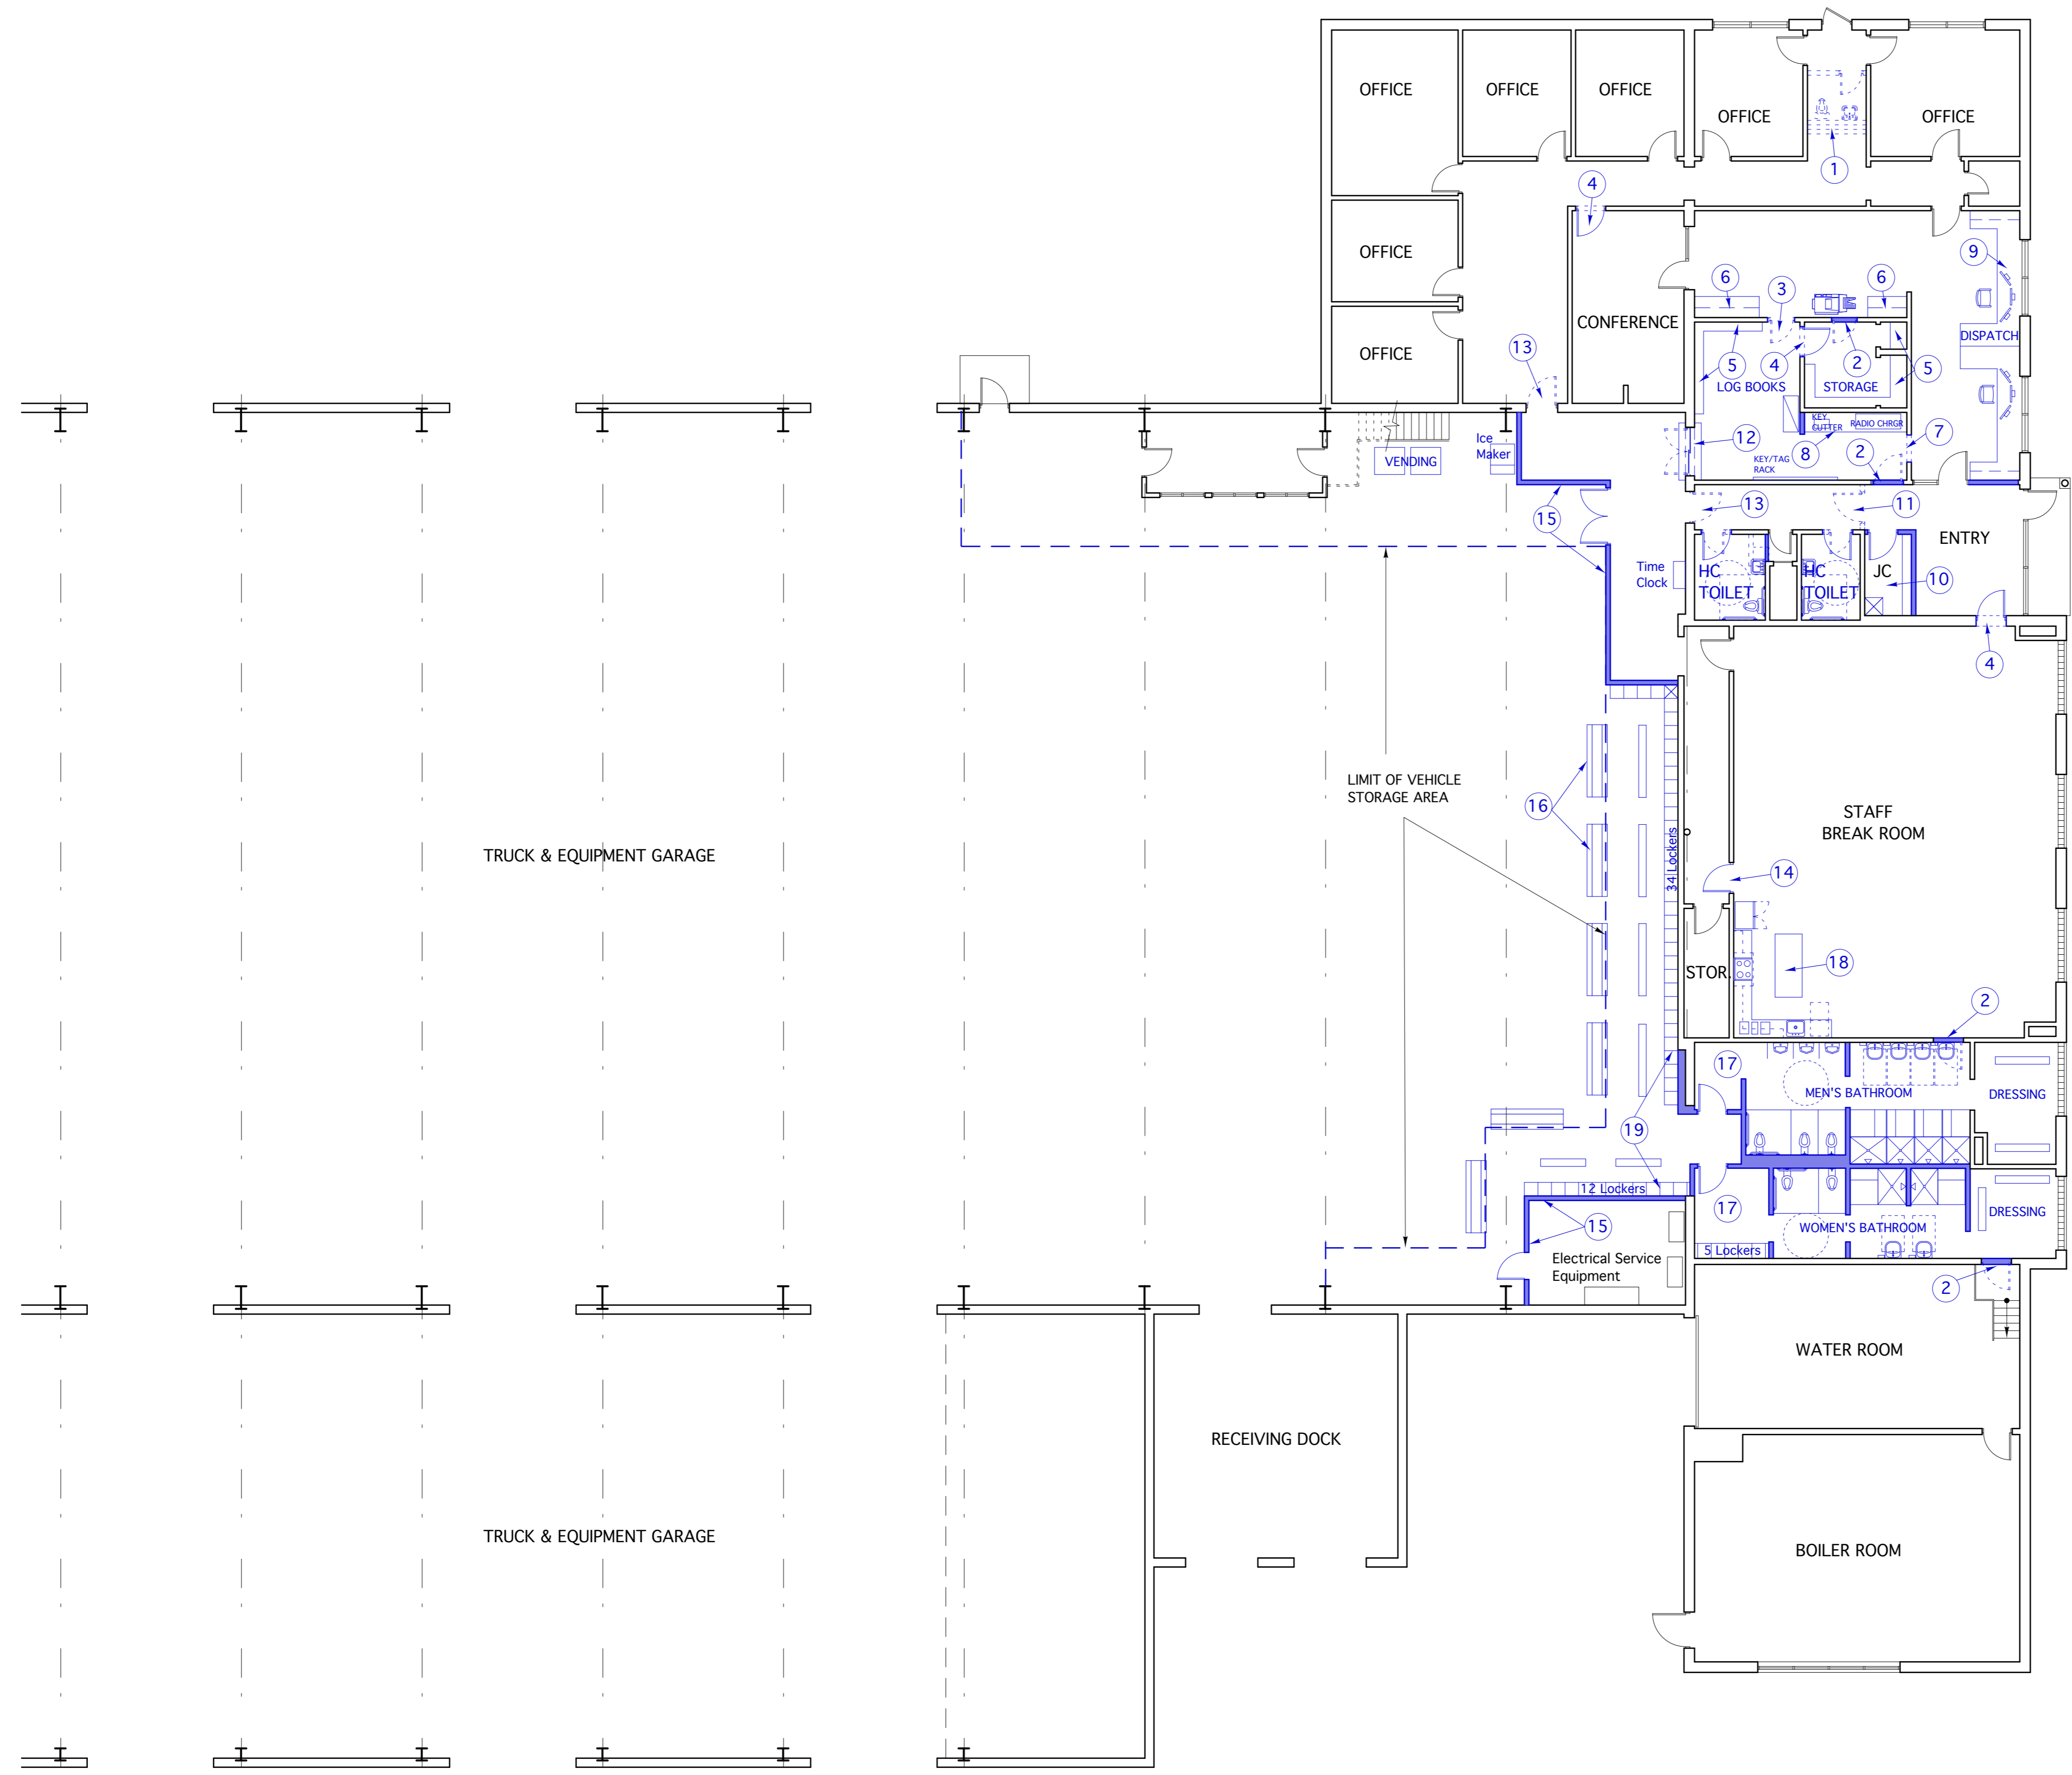 OFFICE
OFFICE
OFFICE
OFFICE
OFFICE
1
4
OFFICE
9
6
3
6
CONFERENCE
DISPATCH
13
OFFICE
5
4
2
5
LOG BOOKS
STORAGE
KEY
CUTTER
RADIO CHRGR
7
Ice
Maker
12
8
2
VENDING
KEY/TAG
RACK
15
13
11
ENTRY
Time
Clock
HC
TOILET
HC
TOILET
JC
10
4
LIMIT OF VEHICLE
STORAGE AREA
16
STAFF
BREAK ROOM
34 Lockers
TRUCK & EQUIPMENT GARAGE
14
STOR.
18
2
17
MEN'S BATHROOM
DRESSING
19
12 Lockers
17
DRESSING
15
WOMEN'S BATHROOM
5 Lockers
Electrical Service
Equipment
2
WATER ROOM
RECEIVING DOCK
TRUCK & EQUIPMENT GARAGE
BOILER ROOM